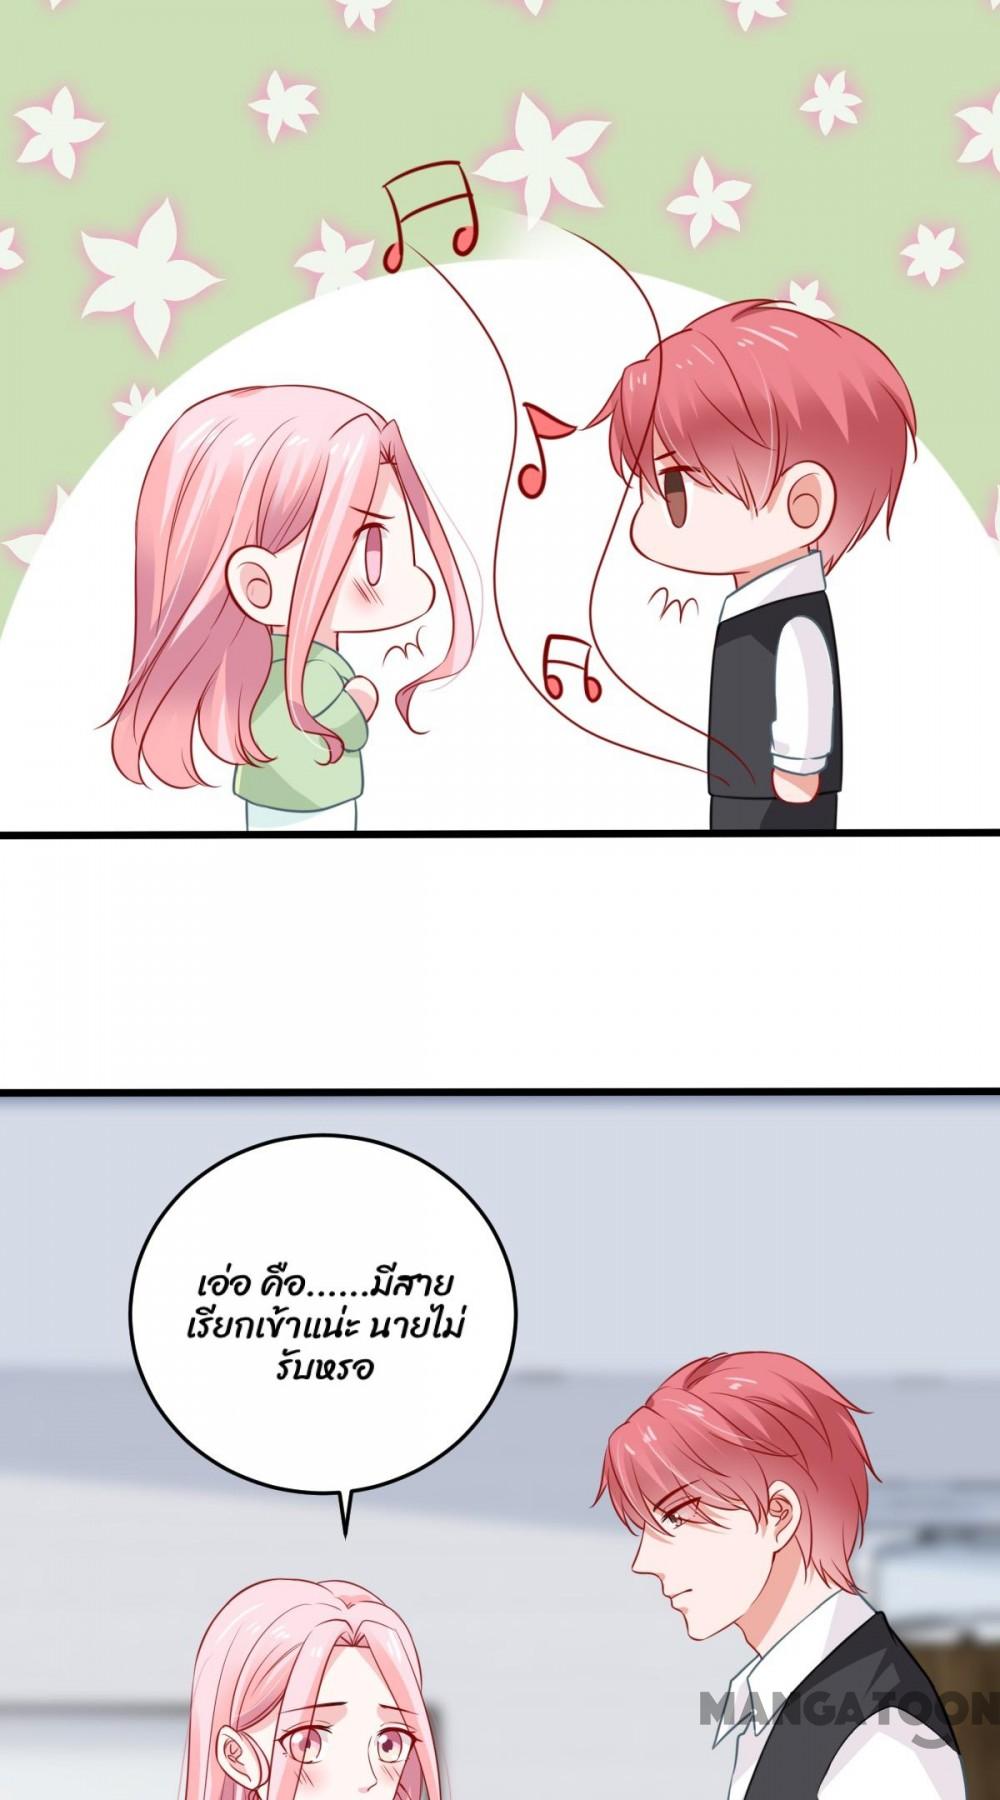 เอ่อ คือ......มีสาย
เรียกเข้าแน่ะ นายไม่
รับหรอ
MANGATOON